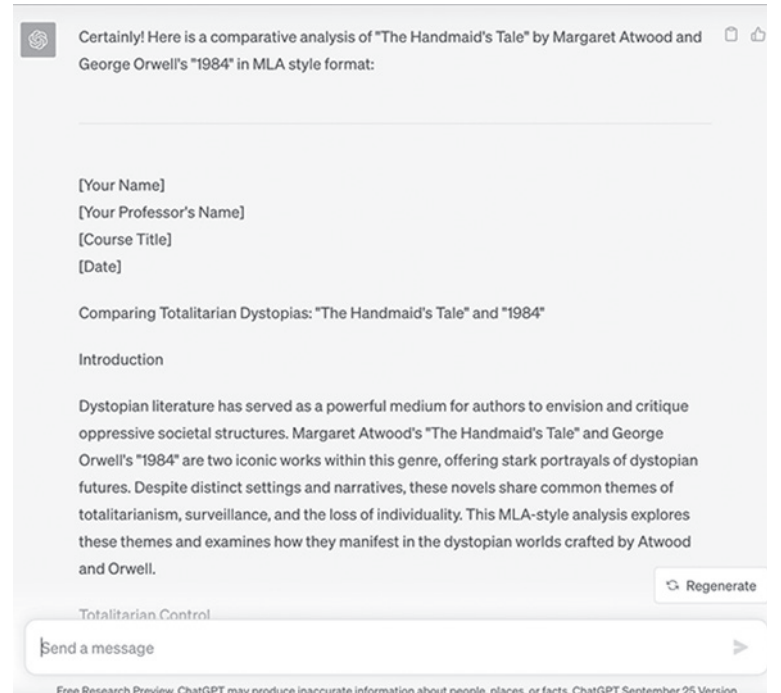 Certainly! Here is a comparative analysis of "The Handmaid's Tale" by Margaret Atwood and
George Orwell's "1984" in MLA style format:
[Your Name]
[Your Professor's Name]
[Course Title]
[Date]
Comparing Totalitarian Dystopias: "The Handmaid's Tale" and "1984"
Introduction
Dystopian literature has served as a powerful medium for authors to envision and critique
oppressive societal structures. Margaret Atwood's "The Handmaid's Tale" and George
Orwell's "1984" are two iconic works within this genre, offering stark portrayals of dystopian
futures. Despite distinct settings and narratives, these novels share common themes of
totalitarianism, surveillance, and the loss of individuality. This MLA-style analysis explores
these themes and examines how they manifest in the dystopian worlds crafted by Atwood
and Orwell.
Regenerate
Totalitarian Control
Send a message
Free Research Preview. ChatGPT may produce inaccurate information about people, places, or facts. ChatGPT September 25 Version